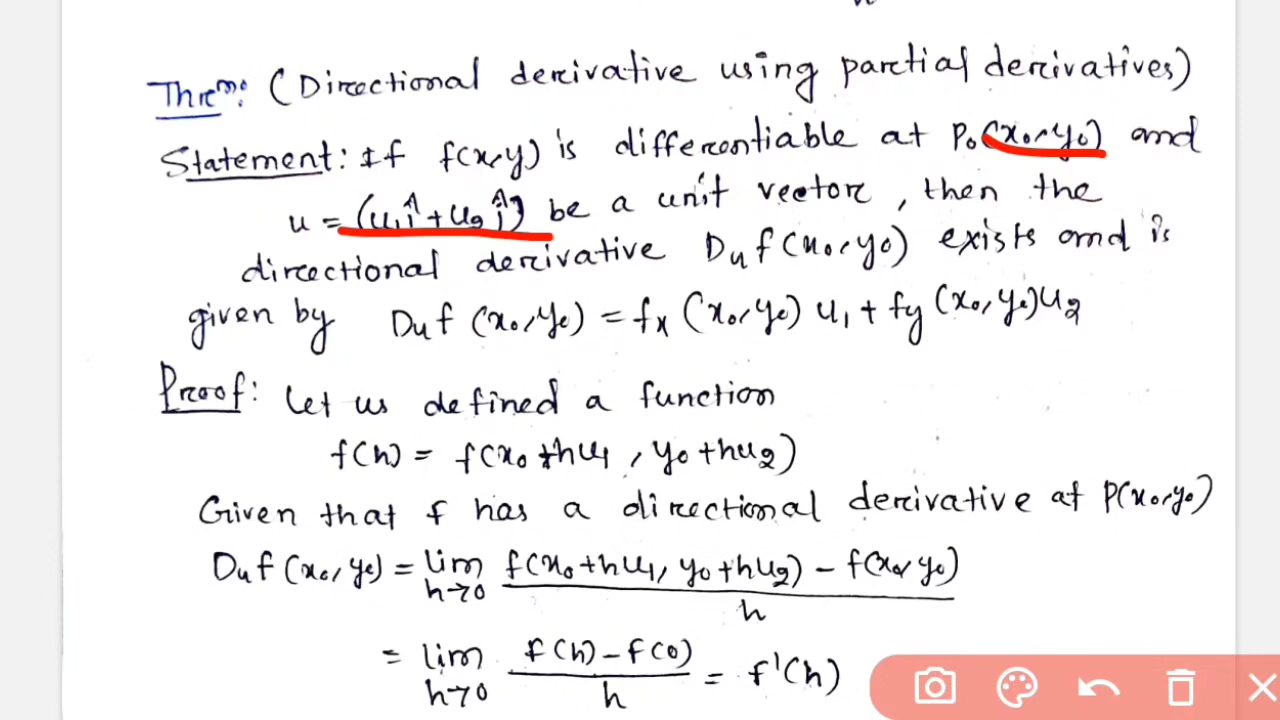 Thrm: (Directional derivative using partial derivatives)
Statement: If f(x,y) is differentiable at P₀(x₀,y₀) and
u = (u₁î + u₂ĵ) be a unit vector, then the
directional derivative Duf(x₀,y₀) exists and is
given by Duf (x₀,y₀) = fx (x₀,y₀) u₁ + fy (x₀,y₀)u₂
Proof: Let us defined a function
f(h) = f(x₀+hu₁, y₀+hu₂)
Given that f has a directional derivative at P(x₀,y₀)
Duf (x₀,y₀) = lim h→0 f(x₀+hu₁, y₀+hu₂) - f(x₀,y₀) / h
= lim h→0 f(h)-f(0) / h = f'(h)